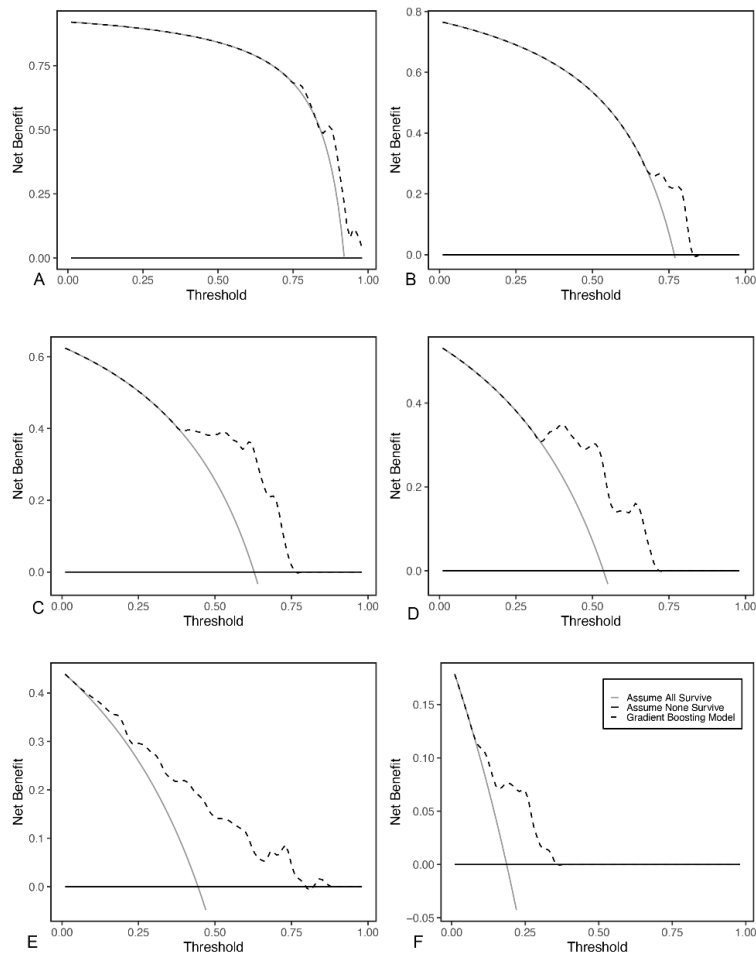 Net Benefit
0.75
0.50
0.25
0.00
0.00 0.25 0.50 0.75 1.00
A Threshold
Net Benefit
0.8
0.6
0.4
0.2
0.0
0.00 0.25 0.50 0.75 1.00
B Threshold
Net Benefit
0.6
0.4
0.2
0.0
0.00 0.25 0.50 0.75 1.00
C Threshold
Net Benefit
0.4
0.2
0.0
0.00 0.25 0.50 0.75 1.00
D Threshold
Net Benefit
0.4
0.3
0.2
0.1
0.0
0.00 0.25 0.50 0.75 1.00
E Threshold
Net Benefit
0.15
0.10
0.05
0.00
−0.05
Assume All Survive
Assume None Survive
Gradient Boosting Model
0.00 0.25 0.50 0.75 1.00
F Threshold